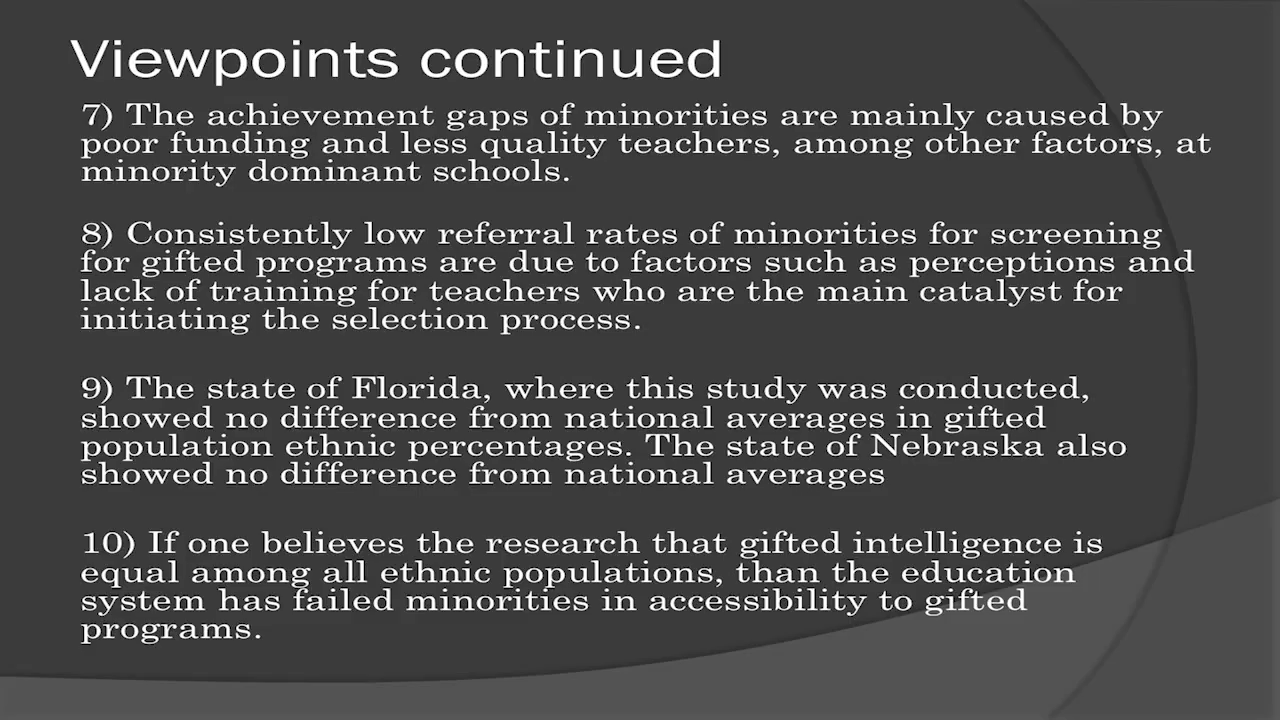 Viewpoints continued
7) The achievement gaps of minorities are mainly caused by
poor funding and less quality teachers, among other factors, at
minority dominant schools.
8) Consistently low referral rates of minorities for screening
for gifted programs are due to factors such as perceptions and
lack of training for teachers who are the main catalyst for
initiating the selection process.
9) The state of Florida, where this study was conducted,
showed no difference from national averages in gifted
population ethnic percentages. The state of Nebraska also
showed no difference from national averages
10) If one believes the research that gifted intelligence is
equal among all ethnic populations, than the education
system has failed minorities in accessibility to gifted
programs.